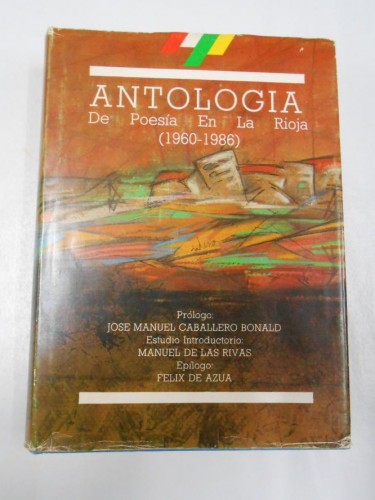 ANTOLOGIA
De Poesía En La Rioja
(1960-1986)
Prólogo:
JOSE MANUEL CABALLERO BONALD
Estudio Introductorio:
MANUEL DE LAS RIVAS
Epílogo:
FELIX DE AZUA